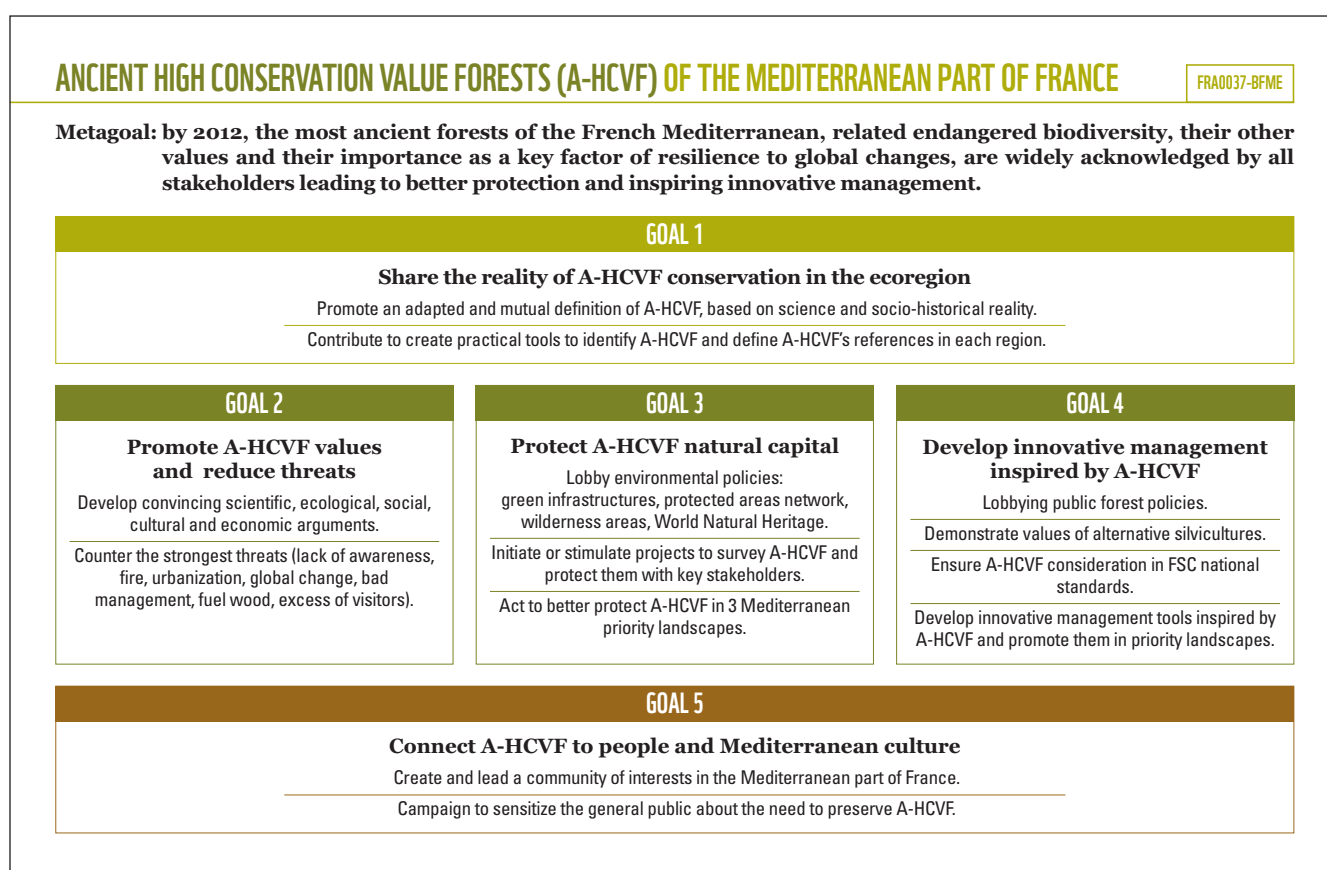 ANCIENT HIGH CONSERVATION VALUE FORESTS (A-HCVF) OF THE MEDITERRANEAN PART OF FRANCE
FRA0037-BFME
Metagoal: by 2012, the most ancient forests of the French Mediterranean, related endangered biodiversity, their other
values and their importance as a key factor of resilience to global changes, are widely acknowledged by all
stakeholders leading to better protection and inspiring innovative management.
GOAL 1
Share the reality of A-HCVF conservation in the ecoregion
Promote an adapted and mutual definition of A-HCVF, based on science and socio-historical reality.
Contribute to create practical tools to identify A-HCVF and define A-HCVF's references in each region.
GOAL 2
Promote A-HCVF values
and reduce threats
Develop convincing scientific, ecological, social,
cultural and economic arguments.
Counter the strongest threats (lack of awareness,
fire, urbanization, global change, bad
management, fuel wood, excess of visitors).
GOAL 3
Protect A-HCVF natural capital
Lobby environmental policies:
green infrastructures, protected areas network,
wilderness areas, World Natural Heritage.
Initiate or stimulate projects to survey A-HCVF and
protect them with key stakeholders.
Act to better protect A-HCVF in 3 Mediterranean
priority landscapes.
GOAL 4
Develop innovative management
inspired by A-HCVF
Lobbying public forest policies.
Demonstrate values of alternative silvicultures.
Ensure A-HCVF consideration in FSC national
standards.
Develop innovative management tools inspired by
A-HCVF and promote them in priority landscapes.
GOAL 5
Connect A-HCVF to people and Mediterranean culture
Create and lead a community of interests in the Mediterranean part of France.
Campaign to sensitize the general public about the need to preserve A-HCVF.